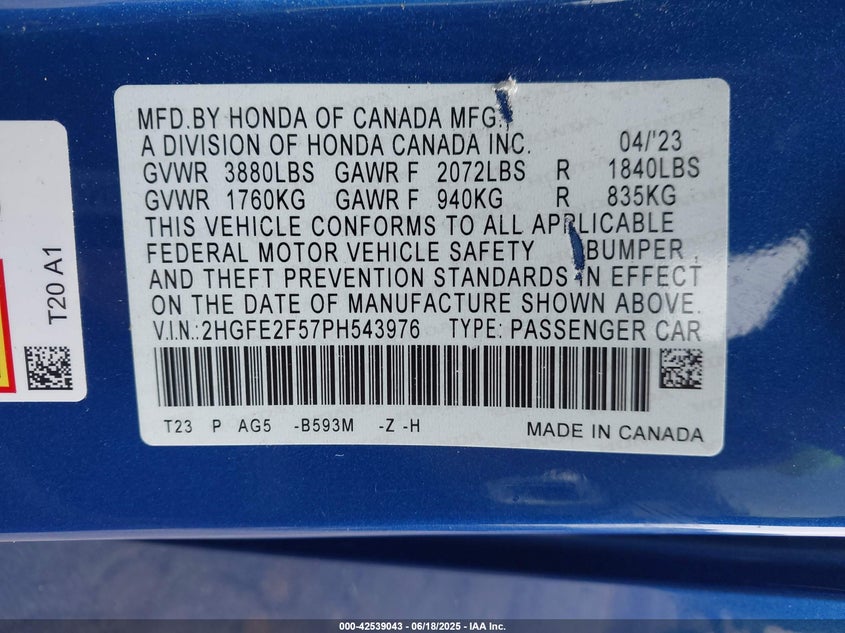 MFD.BY HONDA OF CANADA MFG.,
A DIVISION OF HONDA CANADA INC. 04/'23
GVWR 3880LBS GAWR F 2072LBS R 1840LBS
GVWR 1760KG GAWR F 940KG R 835KG
THIS VEHICLE CONFORMS TO ALL APPLICABLE
FEDERAL MOTOR VEHICLE SAFETY BUMPER,
AND THEFT PREVENTION STANDARDS IN EFFECT
ON THE DATE OF MANUFACTURE SHOWN ABOVE.
V.I.N.:2HGFE2F57PH543976 TYPE: PASSENGER CAR
T23 P AG5 -B593M -Z -H
MADE IN CANADA
T20 A1
000-42539043 - 06/18/2025 - IAA Inc.